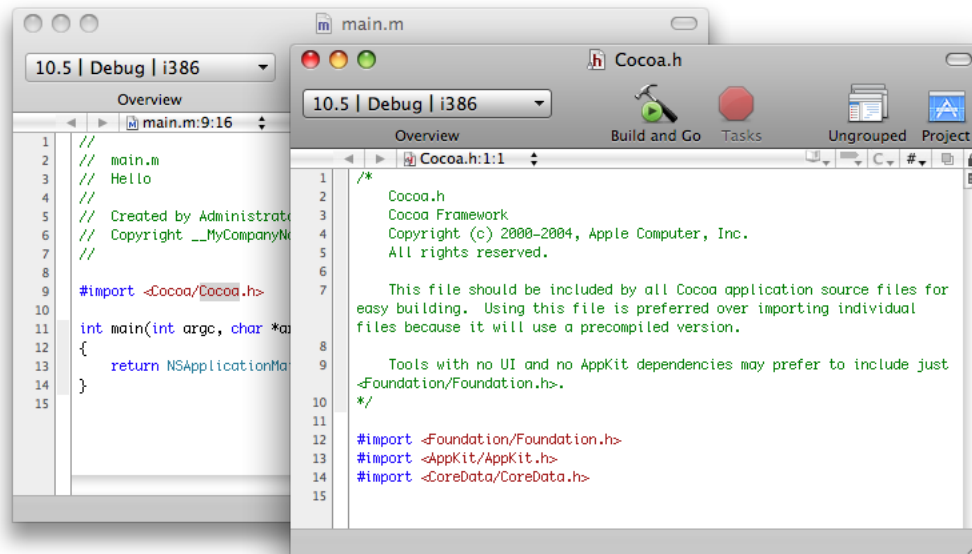 main.m
10.5 | Debug | i386
Overview
main.m:9:16
1 //
2 // main.m
3 // Hello
4 //
5 // Created by
6 // Copyright
7 //
8
9 #import <Cocoa/Cocoa.h>
10
11 int main(int argc, char
12 {
13 return
14 }
15
Cocoa.h
10.5 | Debug | i386
Overview
Build and Go
Tasks
Ungrouped
Project
Cocoa.h:1:1
C
#
1 /*
2 Cocoa.h
3 Cocoa Framework
4 Copyright (c) 2000-2004, Apple Computer, Inc.
5 All rights reserved.
6
7 This file should be included by all Cocoa application source files for
easy building. Using this file is preferred over importing individual
files because it will use a precompiled version.
8
9 Tools with no UI and no AppKit dependencies may prefer to include just
<Foundation/Foundation.h>.
10 */
11
12 #import <Foundation/Foundation.h>
13 #import <AppKit/AppKit.h>
14 #import <CoreData/CoreData.h>
15